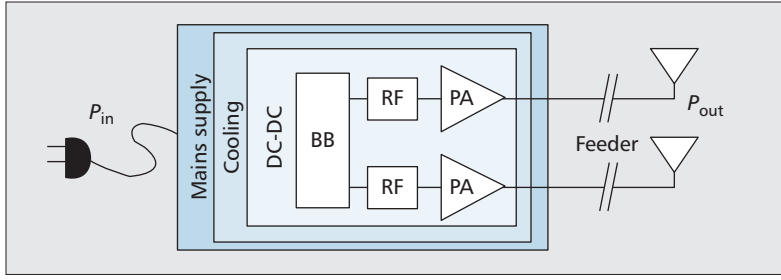 P_in
Mains supply
Cooling
DC-DC
BB
RF
PA
RF
PA
Feeder
P_out